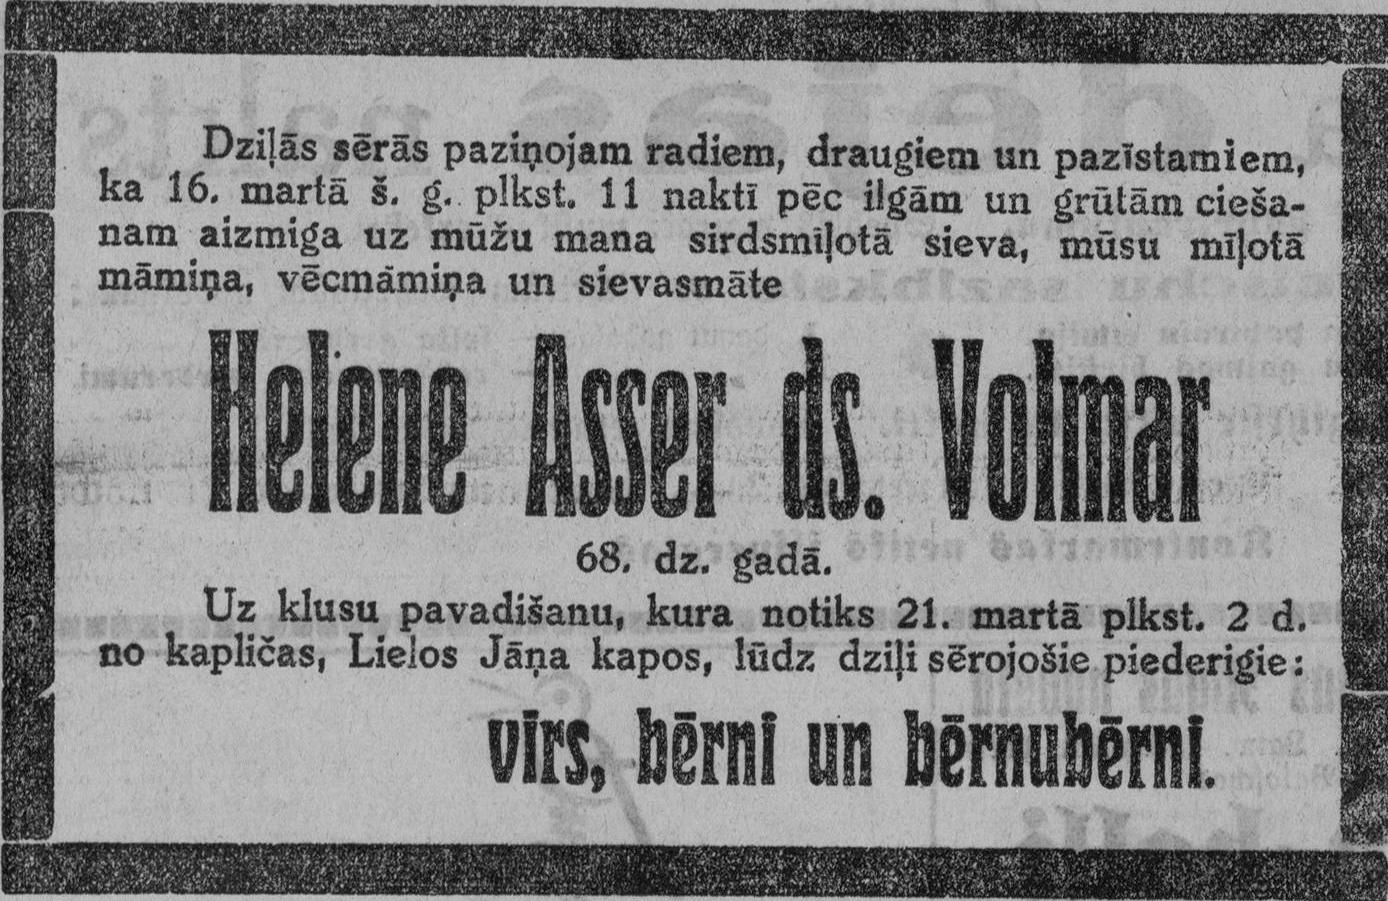 Dziļās sērās paziņojam radiem, draugiem un pazīstamiem,
ka 16. martā š. g. plkst. 11 naktī pēc ilgām un grūtām cieša-
nam aizmiga uz mūžu mana sirdsmiļotā sieva, mūsu mīļotā
māmiņa, vēcmāmiņa un sievasmāte
Helene Asser ds. Volmar
68. dz. gadā.
Uz klusu pavadišanu, kura notiks 21. martā plkst. 2 d.
no kapličas, Lielos Jāņa kapos, lūdz dziļi sērojošie piederigie:
vīrs, bērni un bērnubērni.